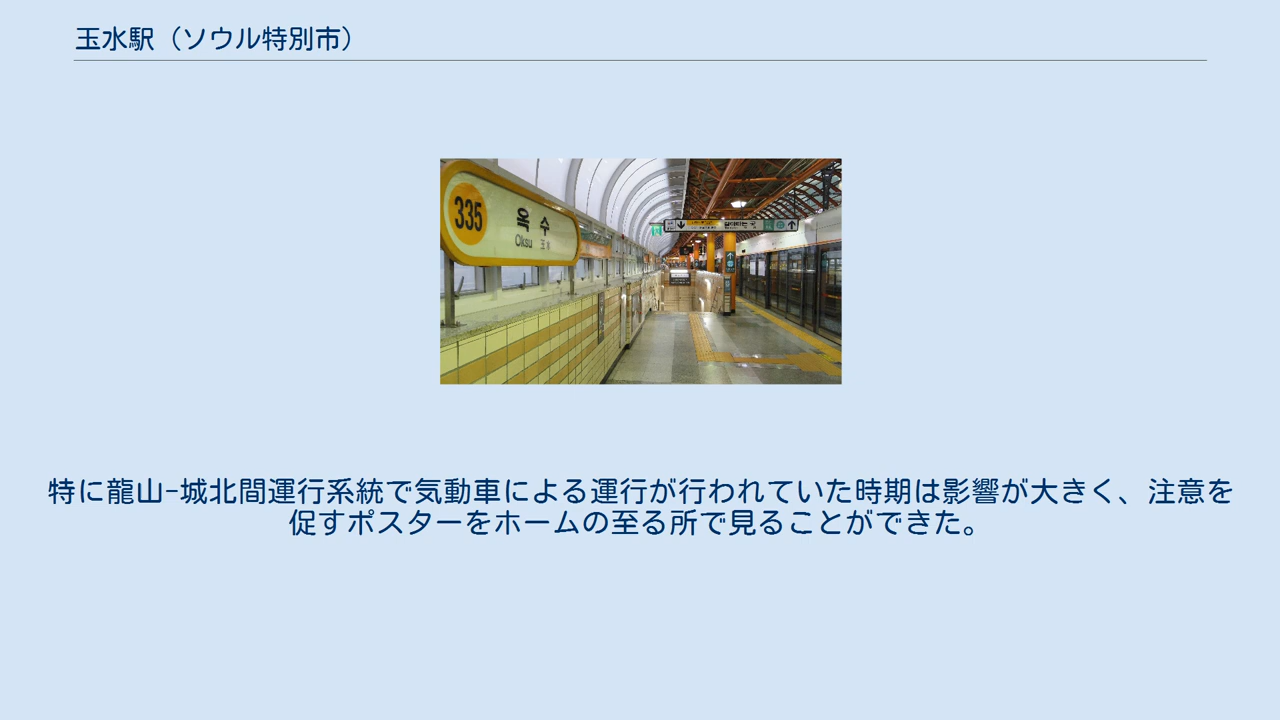 玉水駅（ソウル特別市）
335
옥수
Oksu 玉水
特に龍山-城北間運行系統で気動車による運行が行われていた時期は影響が大きく、注意を
促すポスターをホームの至る所で見ることができた。